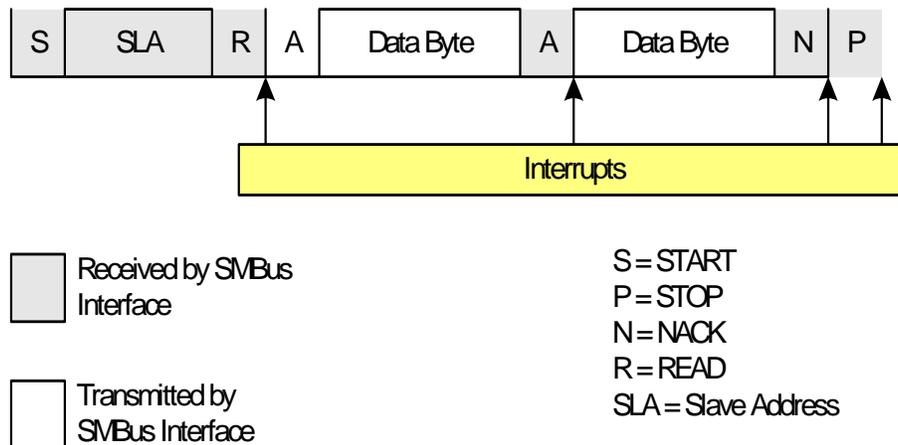 S SLA R A Data Byte A Data Byte N P
Interrupts
Received by SMBus
Interface
Transmitted by
SMBus Interface
S = START
P = STOP
N = NACK
R = READ
SLA = Slave Address